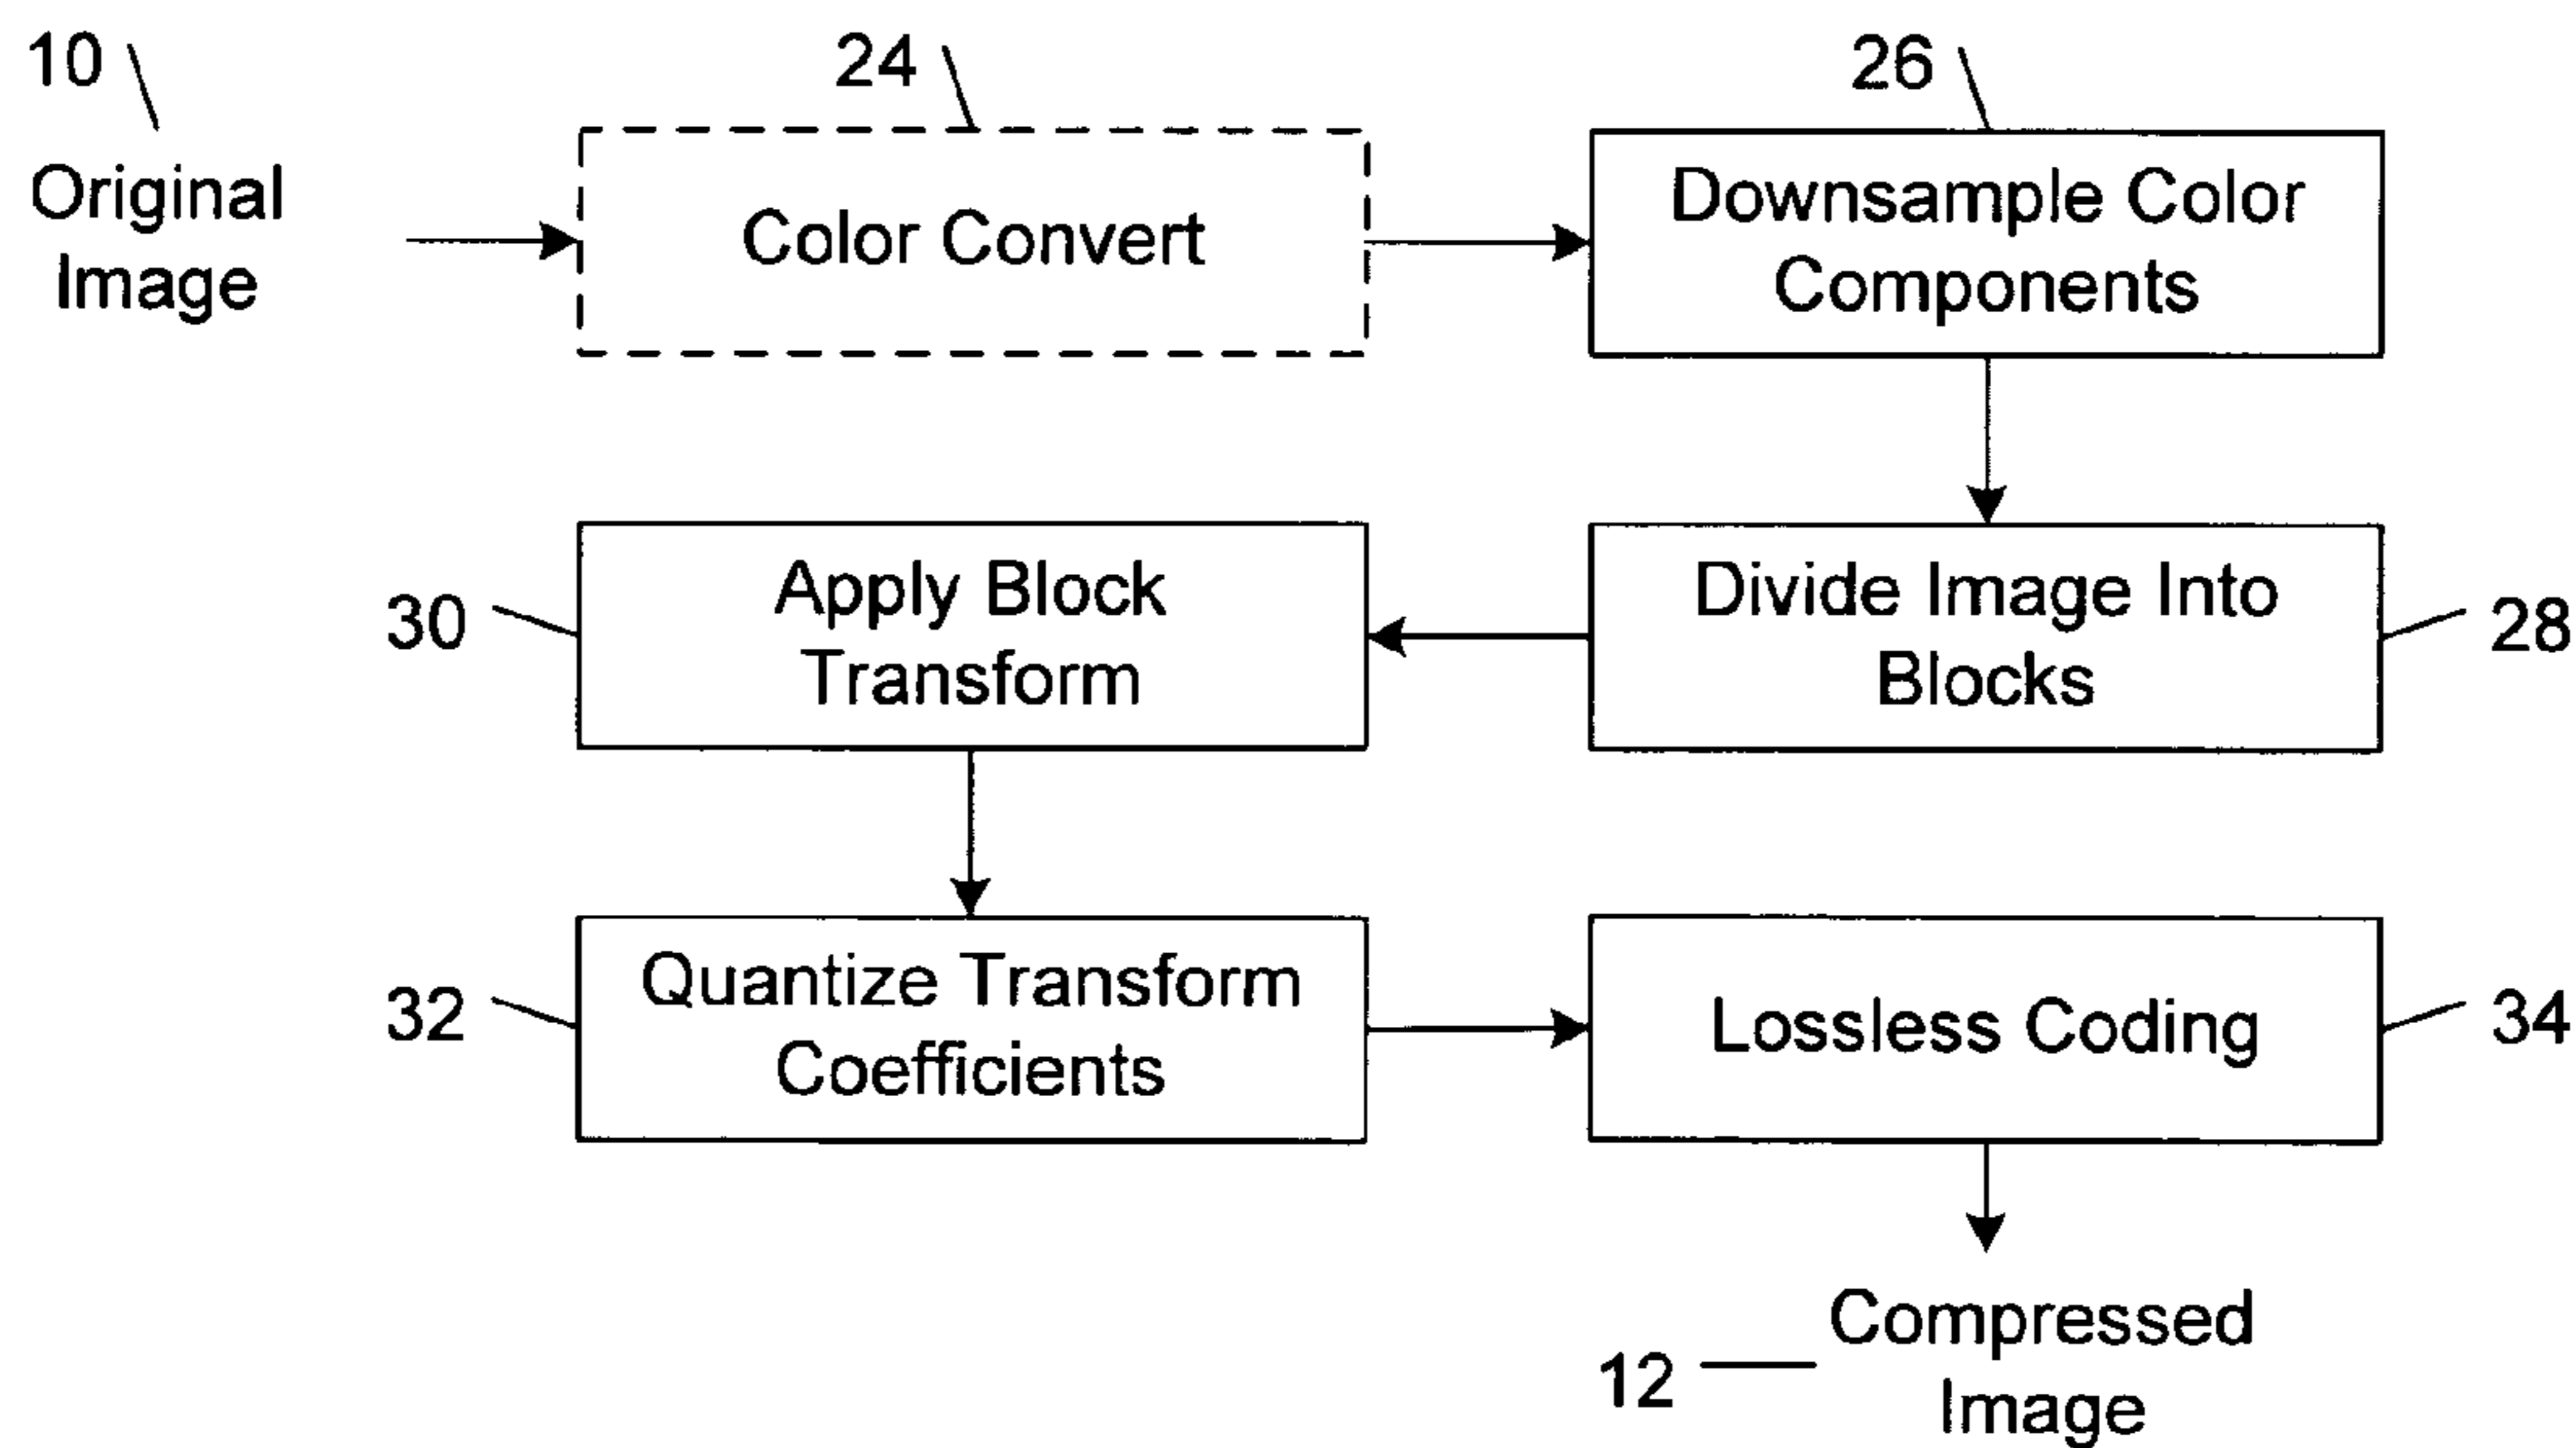 10
Original
Image
24
Color Convert
26
Downsample Color
Components
30
Apply Block
Transform
Divide Image Into
Blocks
28
32
Quantize Transform
Coefficients
Lossless Coding
34
12
Compressed
Image